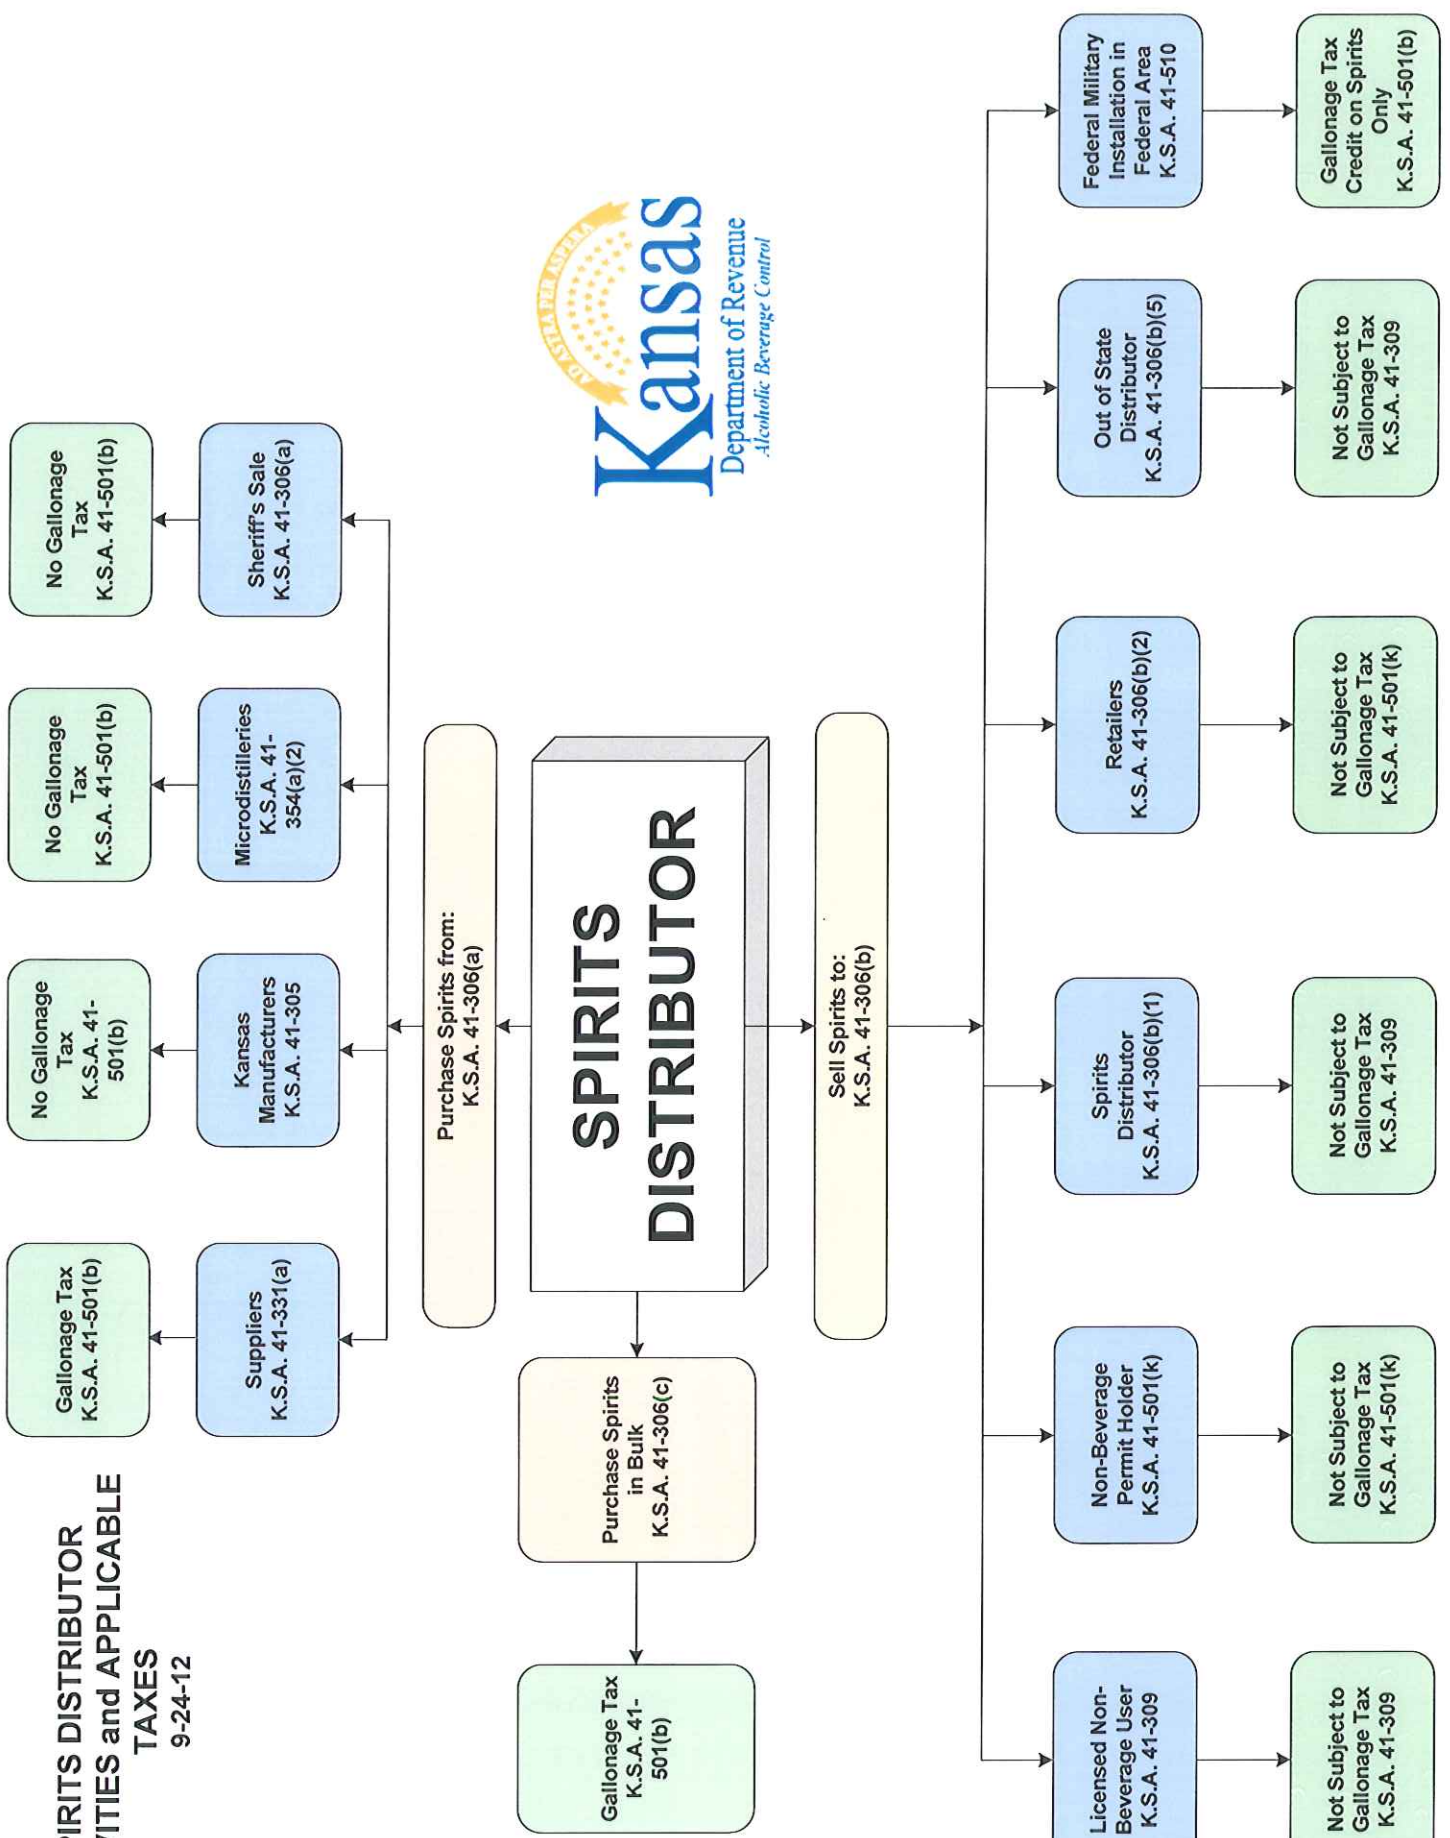 PIRITS DISTRIBUTOR
VITIES and APPLICABLE
TAXES
9-24-12
Gallonage Tax
K.S.A. 41-501(b)
No Gallonage
Tax
K.S.A. 41-
501(b)
No Gallonage
Tax
K.S.A. 41-501(b)
No Gallonage
Tax
K.S.A. 41-501(b)
Suppliers
K.S.A. 41-331(a)
Kansas
Manufacturers
K.S.A. 41-305
Microdistilleries
K.S.A. 41-
354(a)(2)
Sheriff's Sale
K.S.A. 41-306(a)
Purchase Spirits from:
K.S.A. 41-306(a)
Gallonage Tax
K.S.A. 41-
501(b)
Purchase Spirits
in Bulk
K.S.A. 41-306(c)
SPIRITS
DISTRIBUTOR
AD ASTRA PER ASPERA
Kansas
Department of Revenue
Alcoholic Beverage Control
Sell Spirits to:
K.S.A. 41-306(b)
Licensed Non-
Beverage User
K.S.A. 41-309
Non-Beverage
Permit Holder
K.S.A. 41-501(k)
Spirits
Distributor
K.S.A. 41-306(b)(1)
Retailers
K.S.A. 41-306(b)(2)
Out of State
Distributor
K.S.A. 41-306(b)(5)
Federal Military
Installation in
Federal Area
K.S.A. 41-510
Not Subject to
Gallonage Tax
K.S.A. 41-309
Not Subject to
Gallonage Tax
K.S.A. 41-501(k)
Not Subject to
Gallonage Tax
K.S.A. 41-309
Not Subject to
Gallonage Tax
K.S.A. 41-501(k)
Not Subject to
Gallonage Tax
K.S.A. 41-309
Gallonage Tax
Credit on Spirits
Only
K.S.A. 41-501(b)